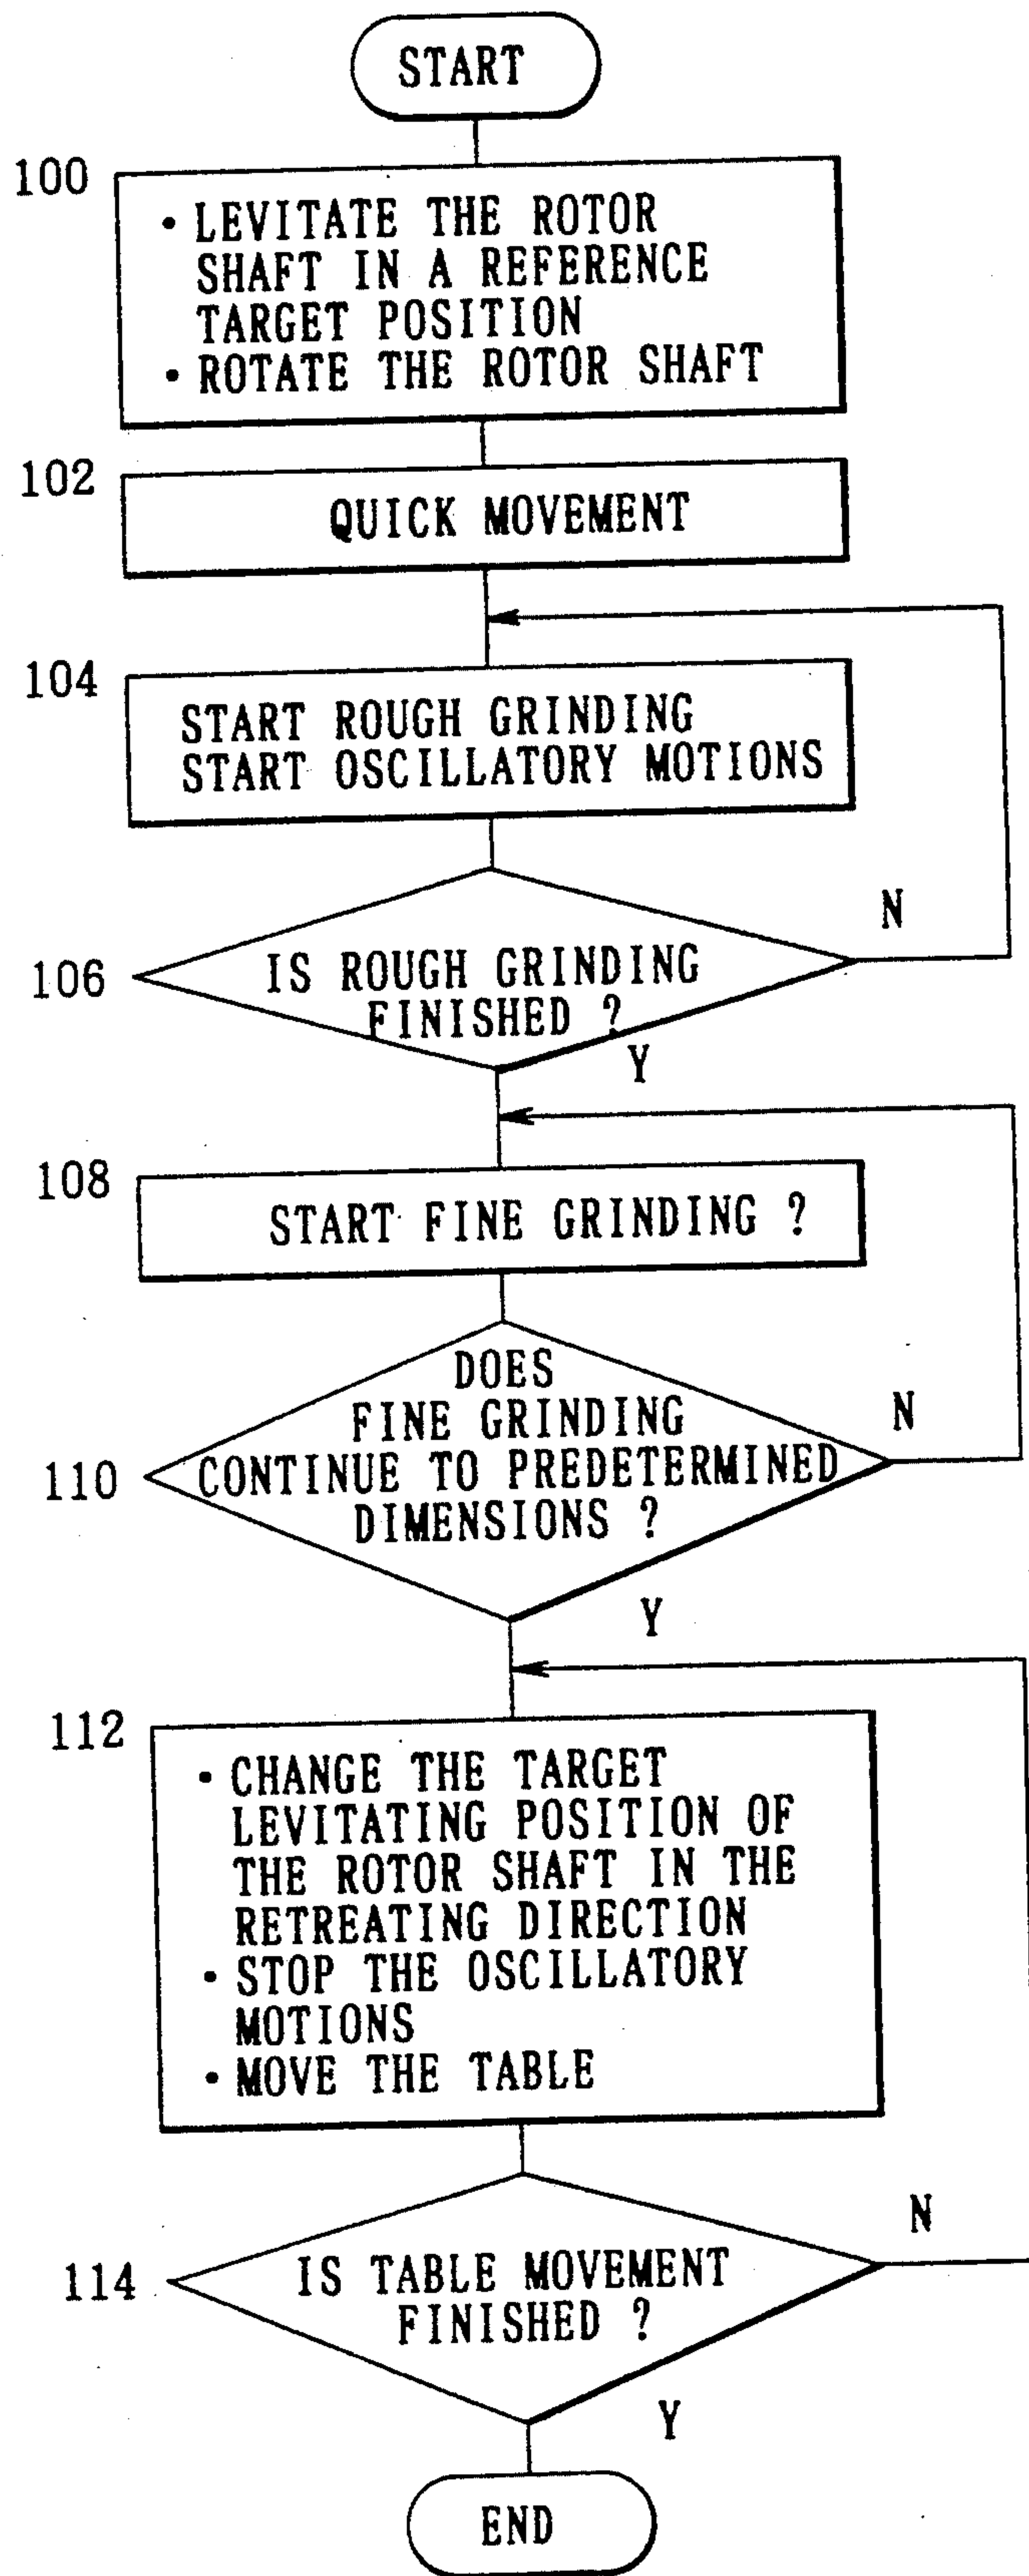 START
100
• LEVITATE THE ROTOR
SHAFT IN A REFERENCE
TARGET POSITION
• ROTATE THE ROTOR SHAFT
102
QUICK MOVEMENT
104
START ROUGH GRINDING
START OSCILLATORY MOTIONS
N
106
IS ROUGH GRINDING
FINISHED ?
Y
108
START FINE GRINDING ?
DOES
FINE GRINDING
N
110
CONTINUE TO PREDETERMINED
DIMENSIONS ?
Y
112
• CHANGE THE TARGET
LEVITATING POSITION OF
THE ROTOR SHAFT IN THE
RETREATING DIRECTION
• STOP THE OSCILLATORY
MOTIONS
• MOVE THE TABLE
N
114
IS TABLE MOVEMENT
FINISHED ?
Y
END